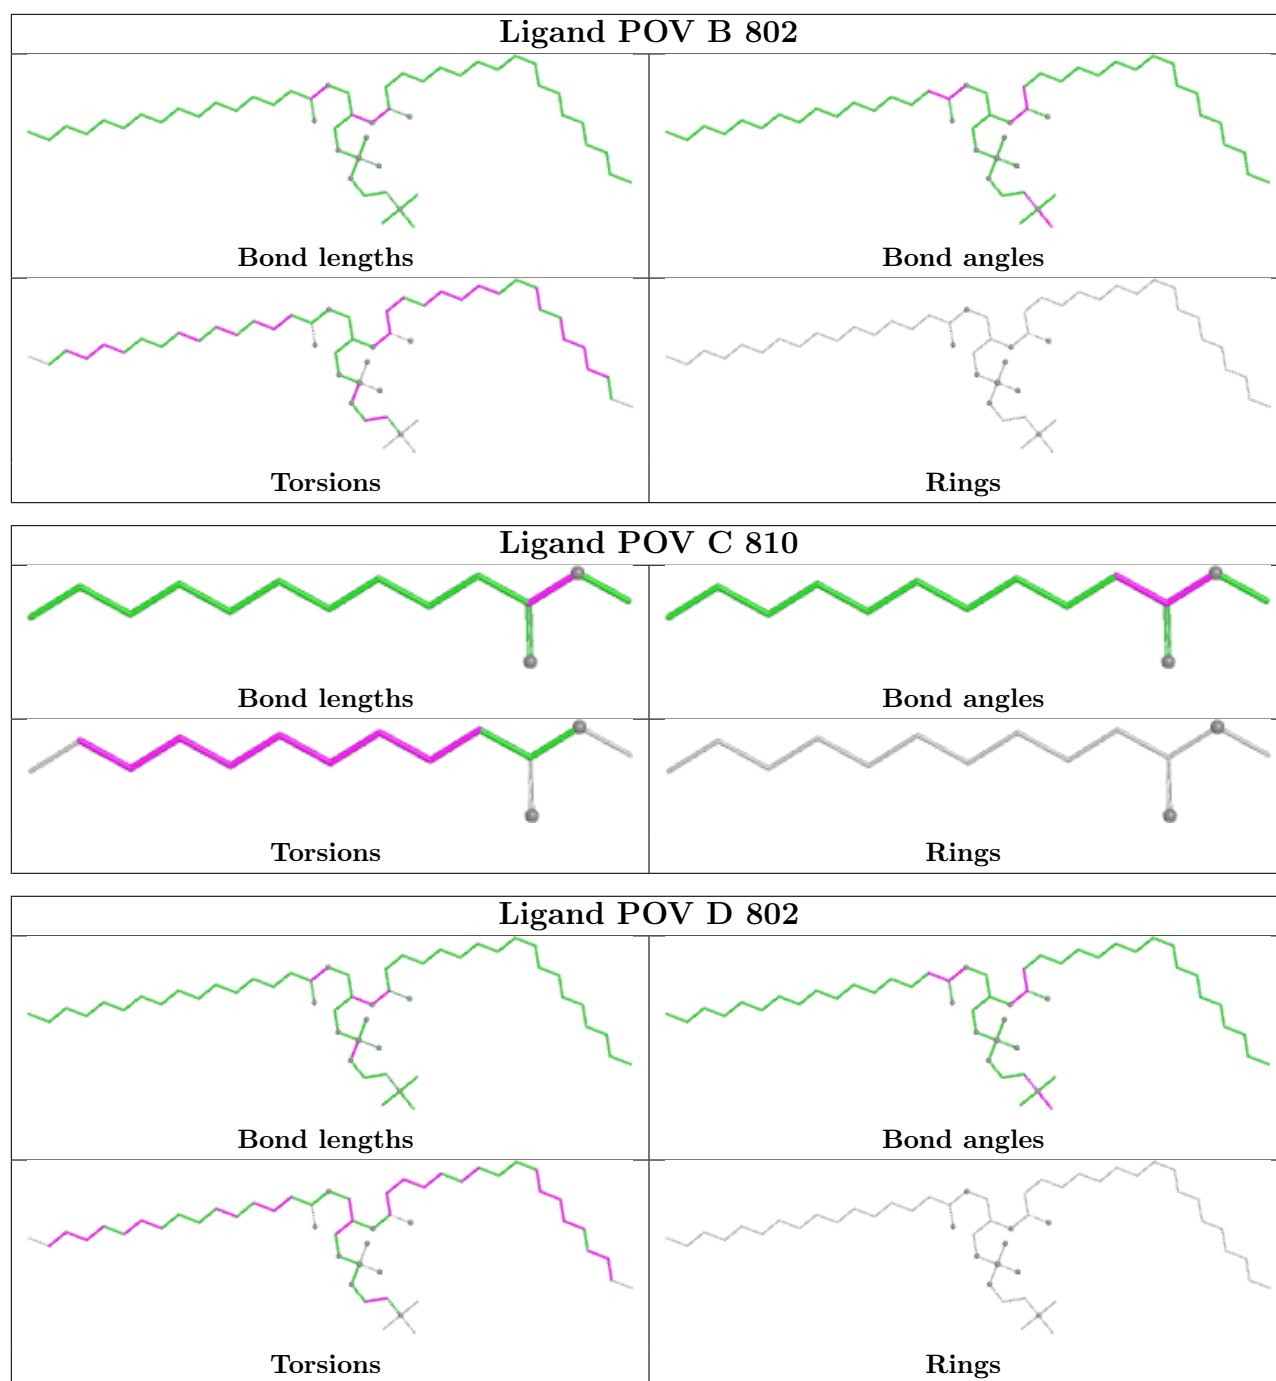 Ligand POV B 802
Bond lengths
Bond angles
Torsions
Rings
Ligand POV C 810
Bond lengths
Bond angles
Torsions
Rings
Ligand POV D 802
Bond lengths
Bond angles
Torsions
Rings